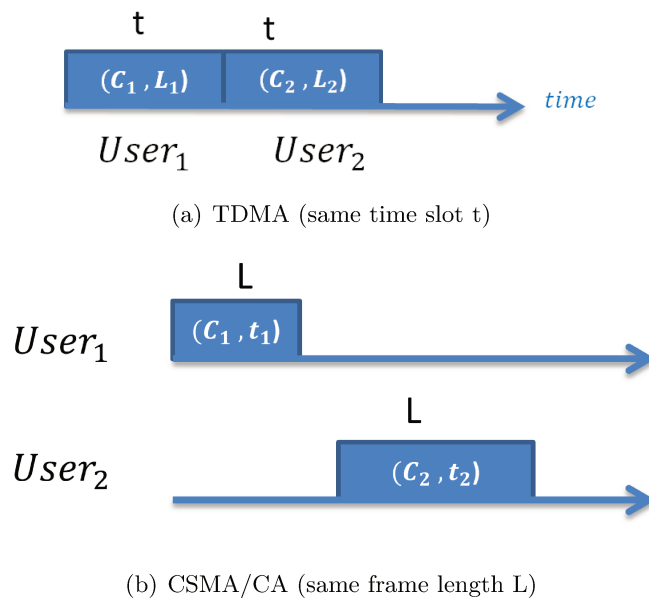 t t
(C₁ , L₁) (C₂ , L₂)
time
User₁ User₂
(a) TDMA (same time slot t)
L
(C₁ , t₁)
User₁
L
(C₂ , t₂)
User₂
(b) CSMA/CA (same frame length L)